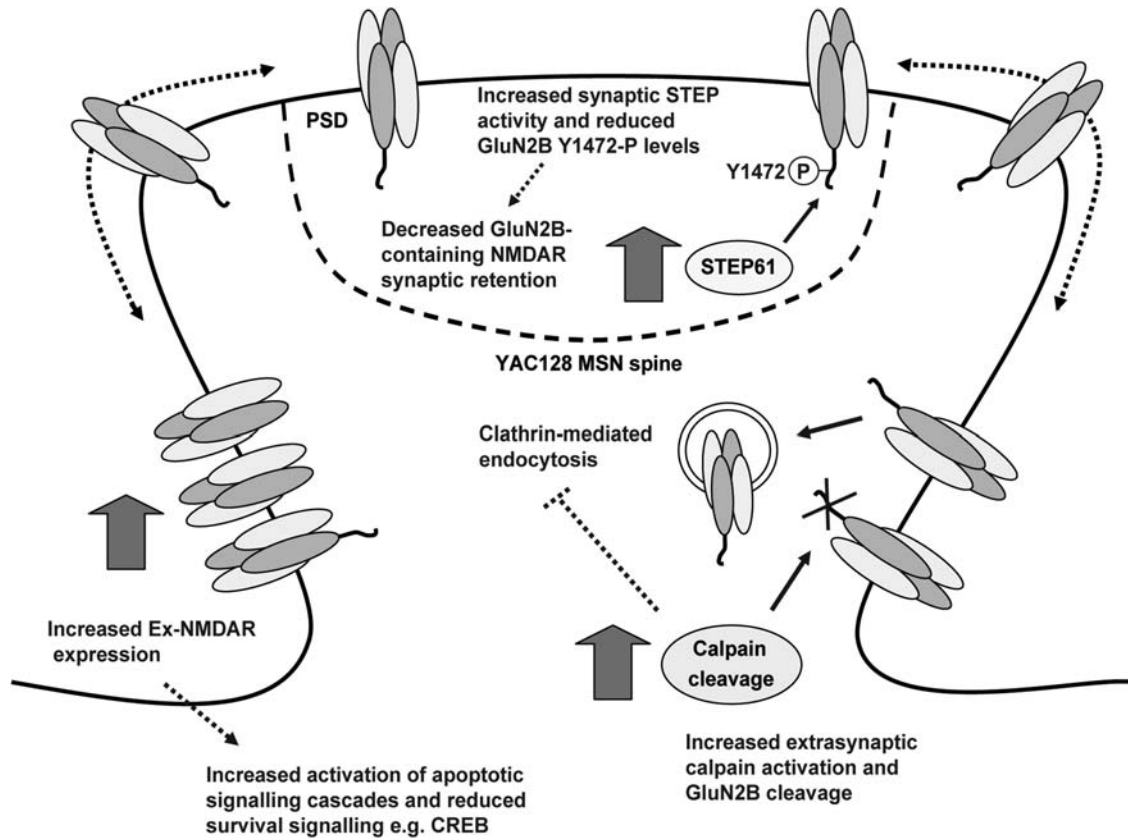 PSD
Increased synaptic STEP
activity and reduced
GluN2B Y1472-P levels
Y1472 P
Decreased GluN2B-
containing NMDAR
synaptic retention
STEP61
YAC128 MSN spine
Clathrin-mediated
endocytosis
Increased Ex-NMDAR
expression
Calpain
cleavage
Increased extrasynaptic
calpain activation and
GluN2B cleavage
Increased activation of apoptotic
signalling cascades and reduced
survival signalling e.g. CREB